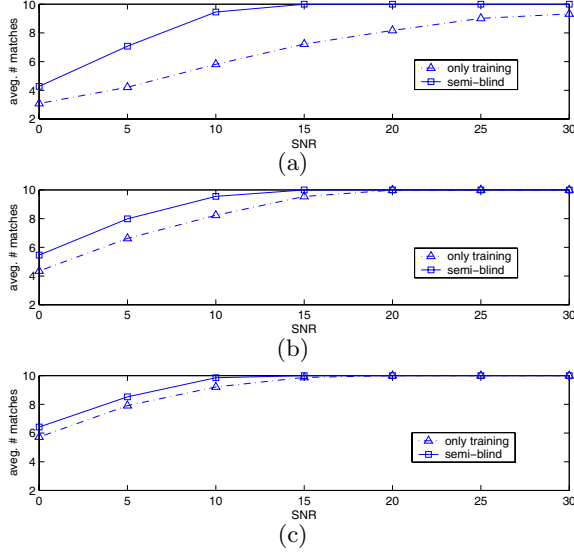 10
8
6
4
2
aveg. # matches
only training
semi-blind
0 5 10 15 20 25 30
SNR
(a)
10
8
6
4
2
aveg. # matches
only training
semi-blind
0 5 10 15 20 25 30
SNR
(b)
10
8
6
4
2
aveg. # matches
only training
semi-blind
0 5 10 15 20 25 30
SNR
(c)